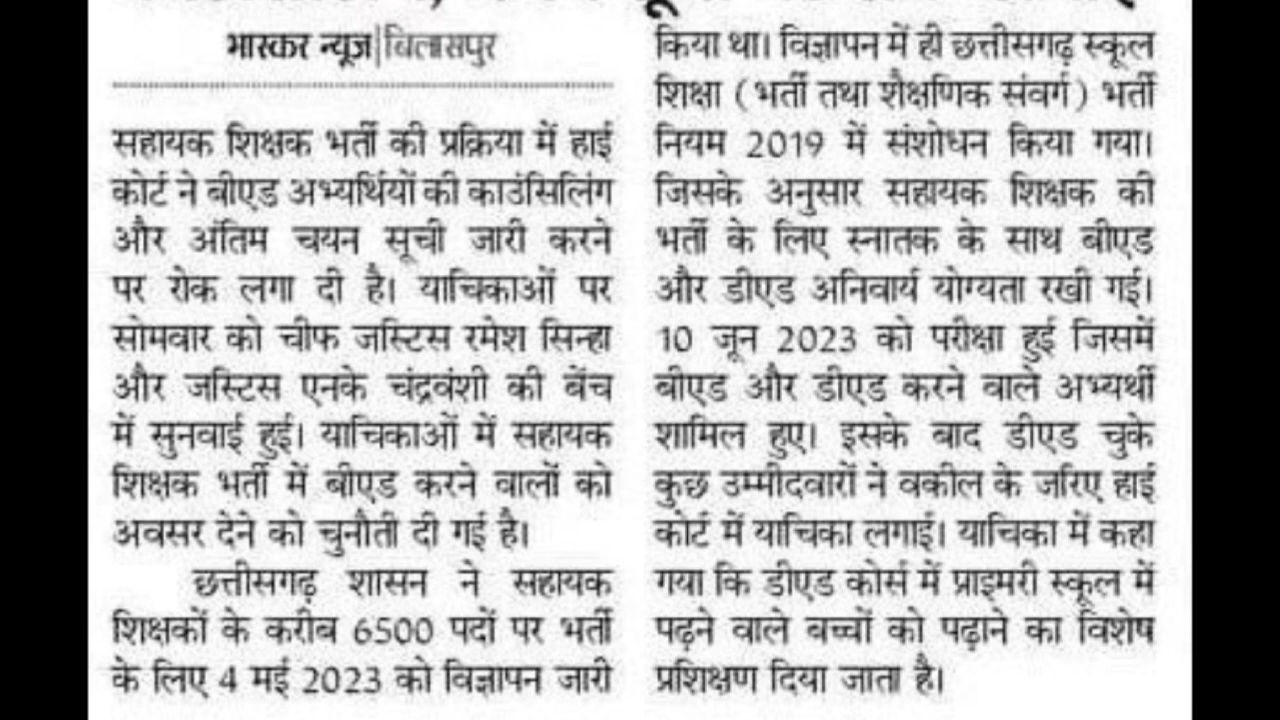 भास्कर न्यूज|बिलासपुर
सहायक शिक्षक भर्ती की प्रक्रिया में हाई
कोर्ट ने बीएड अभ्यर्थियों की काउंसिलिंग
और अंतिम चयन सूची जारी करने
पर रोक लगा दी है। याचिकाओं पर
सोमवार को चीफ जस्टिस रमेश सिन्हा
और जस्टिस एनके चंद्रवंशी की बेंच
में सुनवाई हुई। याचिकाओं में सहायक
शिक्षक भर्ती में बीएड करने वालों को
अवसर देने को चुनौती दी गई है।
छत्तीसगढ़ शासन ने सहायक
शिक्षकों के करीब 6500 पदों पर भर्ती
के लिए 4 मई 2023 को विज्ञापन जारी
किया था। विज्ञापन में ही छत्तीसगढ़ स्कूल
शिक्षा (भर्ती तथा शैक्षणिक संवर्ग) भर्ती
नियम 2019 में संशोधन किया गया।
जिसके अनुसार सहायक शिक्षक की
भर्ती के लिए स्नातक के साथ बीएड
और डीएड अनिवार्य योग्यता रखी गई।
10 जून 2023 को परीक्षा हुई जिसमें
बीएड और डीएड करने वाले अभ्यर्थी
शामिल हुए। इसके बाद डीएड चुके
कुछ उम्मीदवारों ने वकील के जरिए हाई
कोर्ट में याचिका लगाई। याचिका में कहा
गया कि डीएड कोर्स में प्राइमरी स्कूल में
पढ़ने वाले बच्चों को पढ़ाने का विशेष
प्रशिक्षण दिया जाता है।